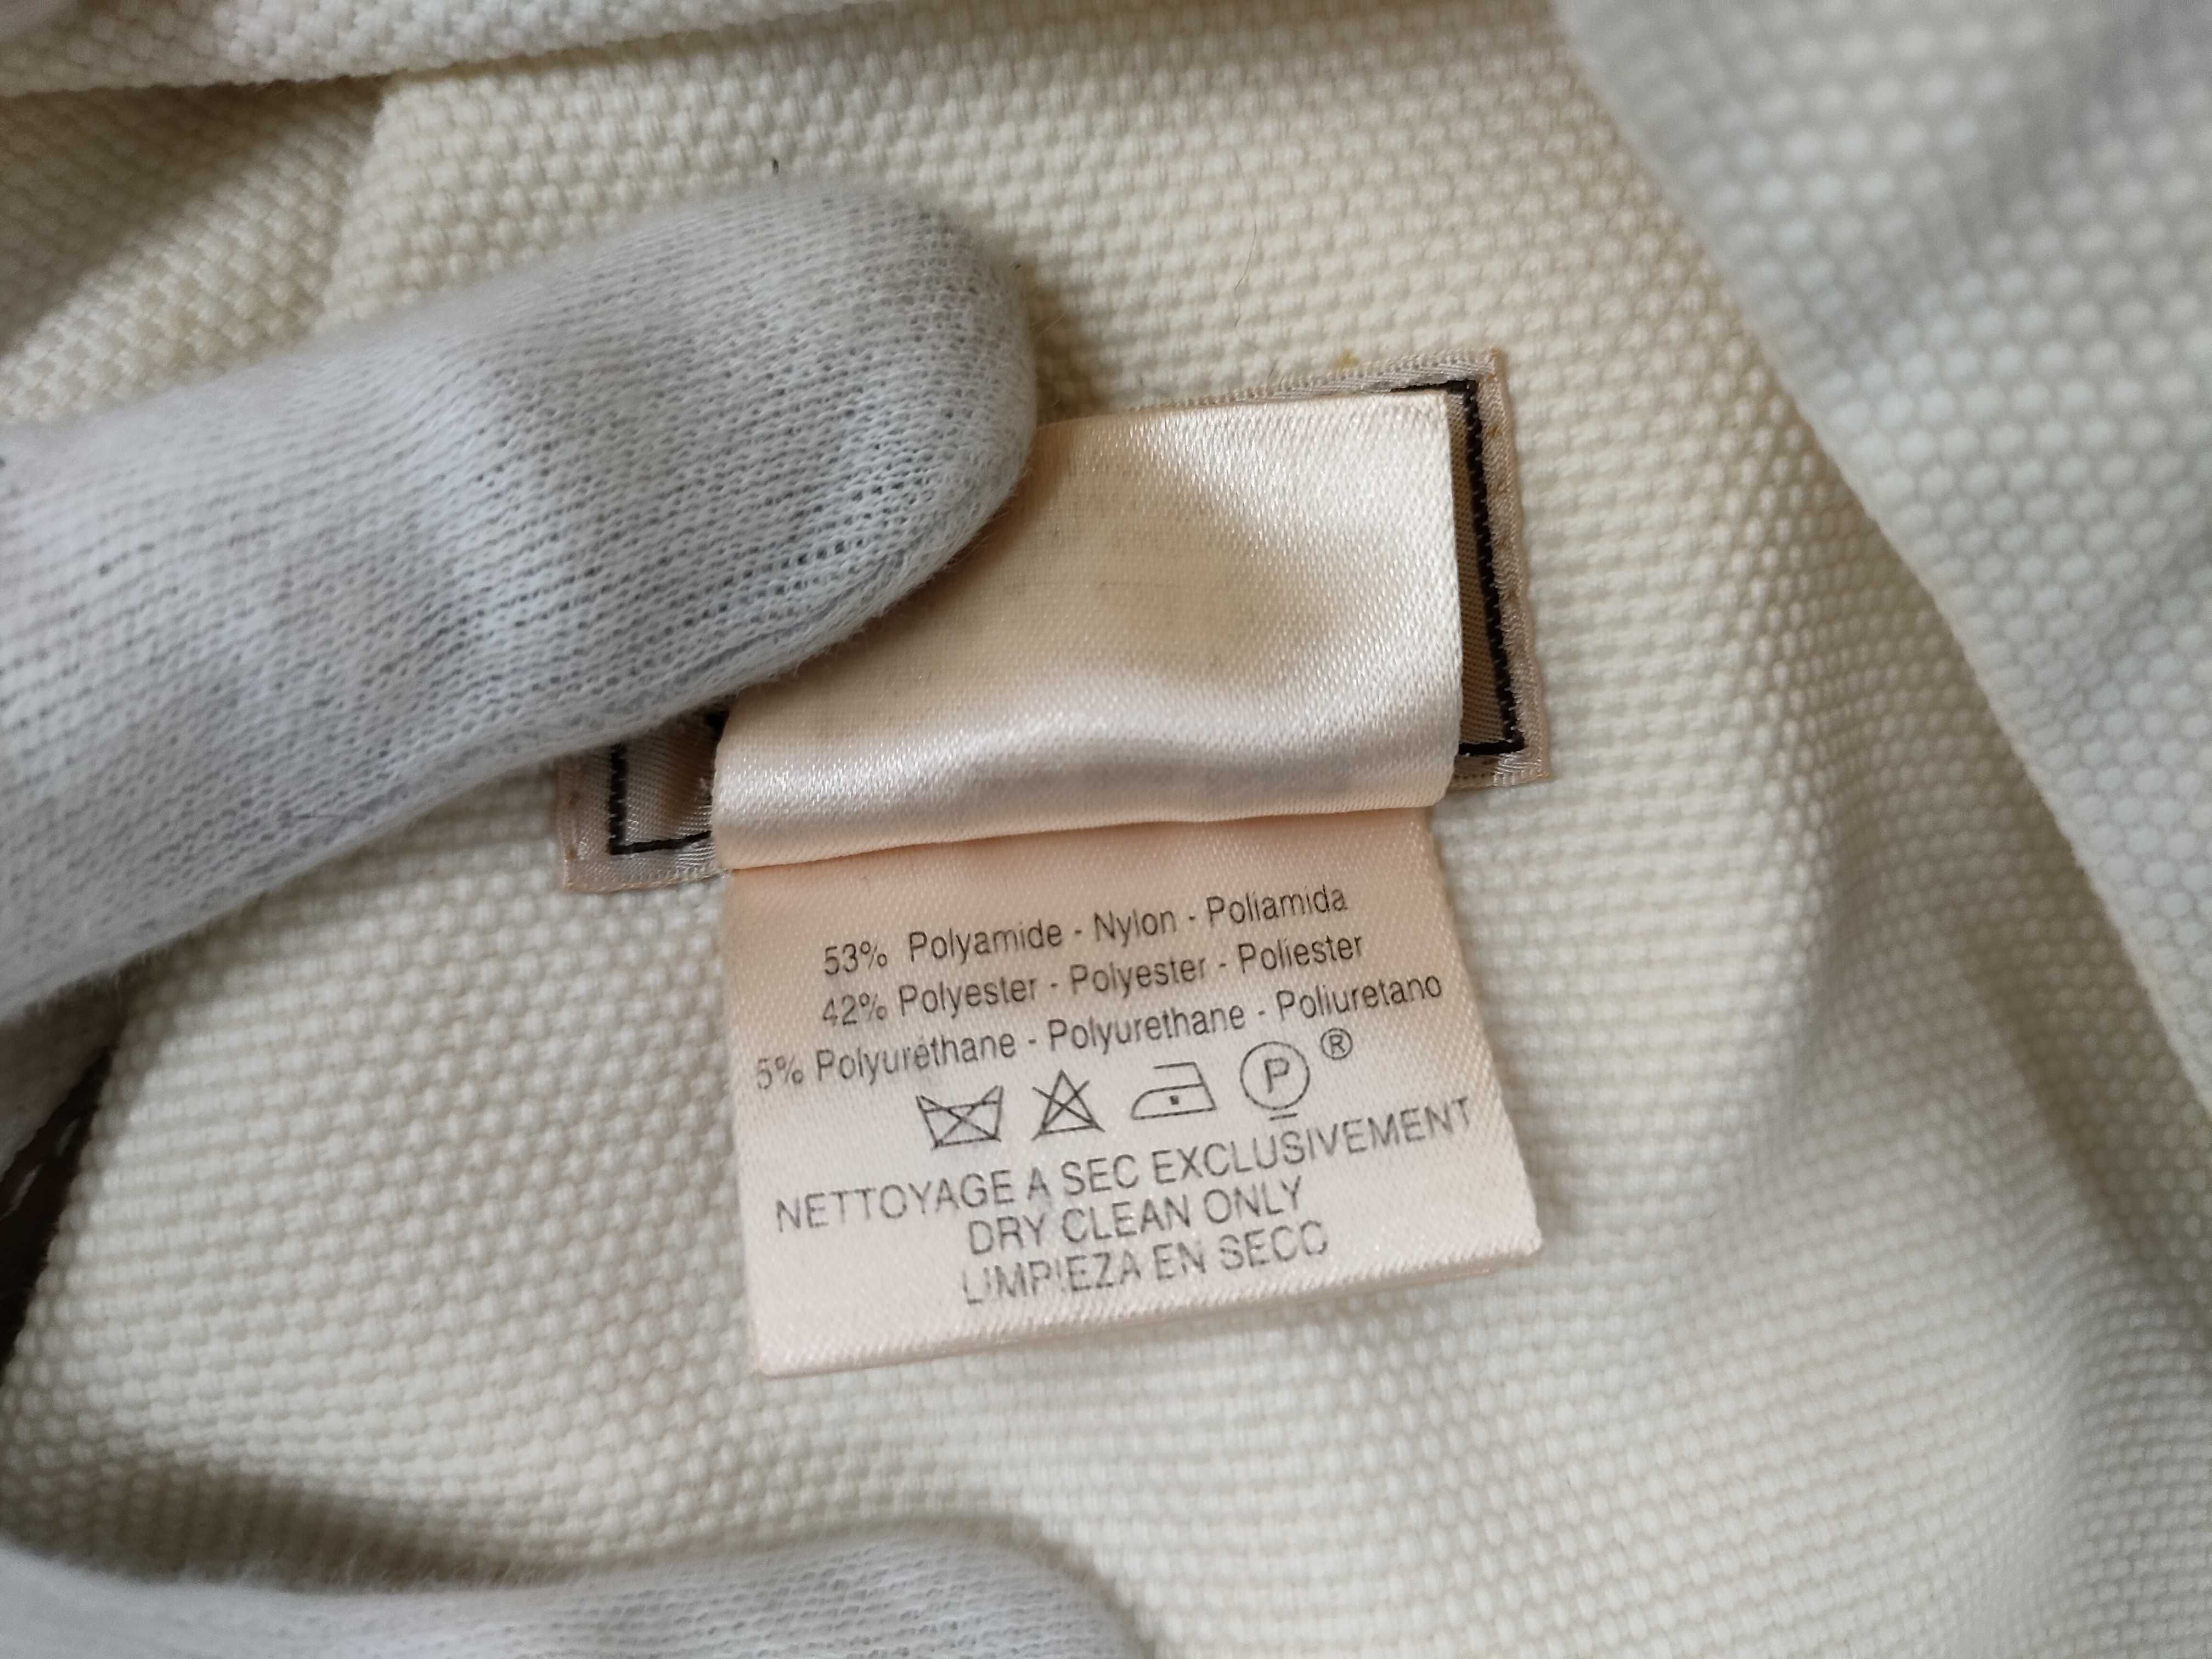 53% Polyamide - Nylon - Poliamida
42% Polyester - Polyester - Poliester
5% Polyuréthane - Polyurethane - Poliuretano
P ®
NETTOYAGE A SEC EXCLUSIVEMENT
DRY CLEAN ONLY
LIMPIEZA EN SECO